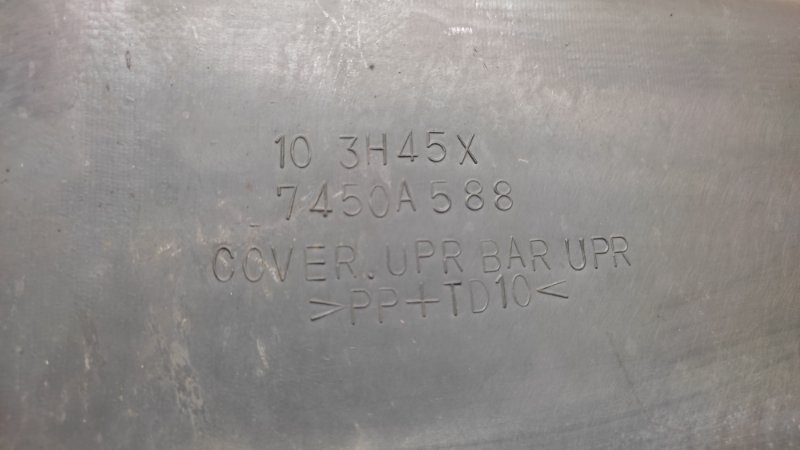 10 3H45X
7450A588
COVER, UPR BAR UPR
>PP+TD10<